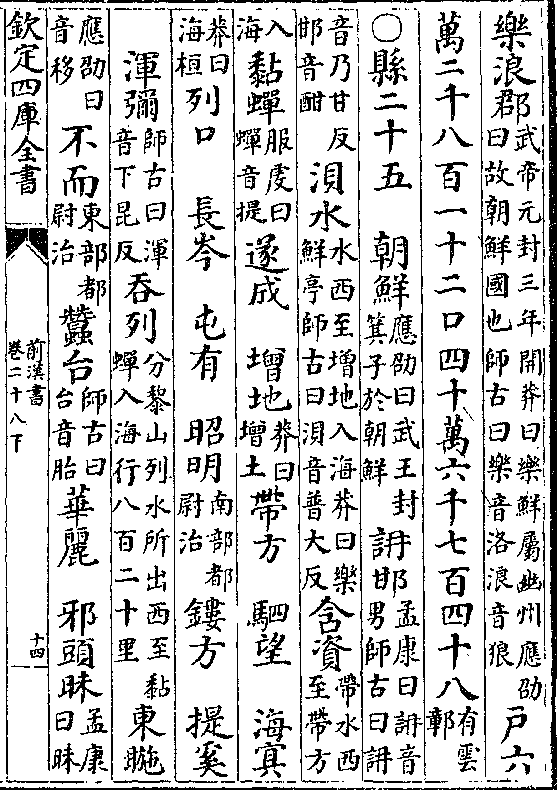 樂浪郡武帝元封三年開莽曰樂鮮屬幽州應劭曰故朝鮮國也師古曰樂音洛浪音狼戶六
萬二千八百一十二口四十萬六千七百四十八有雲鄣
○縣二十五 朝鮮應劭曰武王封箕子於朝鮮 䛁邯孟康曰䛁音男師古曰䛁
音乃甘反邯音酣 浿水水西至增地入海莽曰樂鮮亭師古曰浿音普大反 含資帶水西至帶方
入海 黏蟬服虔曰蟬音提 遂成 增地莽曰增土 帶方 駟望 海冥
莽曰海桓 列口 長岑 屯有 昭明南部都尉治 鏤方 提奚
渾彌師古曰渾音下昆反 吞列分黎山列水所出西至黏蟬入海行八百二十里 東暆
應劭曰音移 不而東部都尉治 蠶台師古曰台音胎 華麗 邪頭昧孟康曰昧
欽定四庫全書
前漢書
卷二十八下
十四